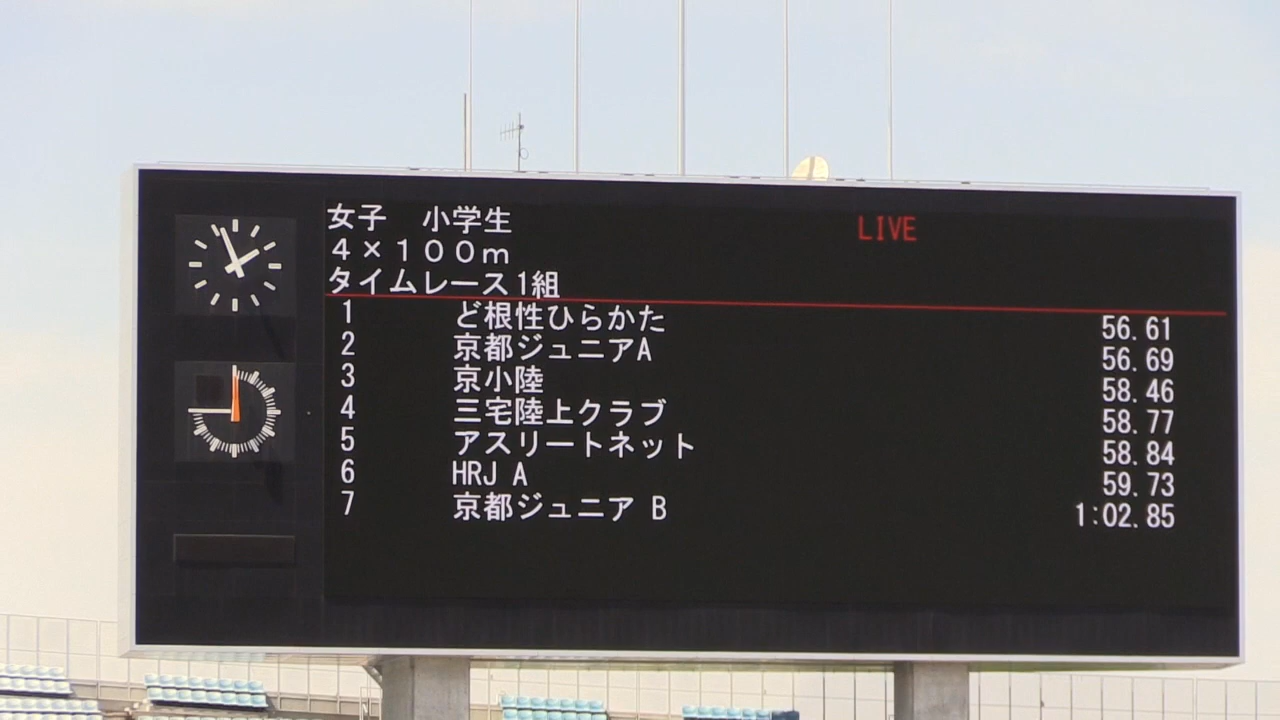 女子　小学生
LIVE
４×１００ｍ
タイムレース1組
1 ど根性ひらかた 56.61
2 京都ジュニアA 56.69
3 京小陸 58.46
4 三宅陸上クラブ 58.77
5 アスリートネット 58.84
6 HRJ A 59.73
7 京都ジュニア B 1:02.85